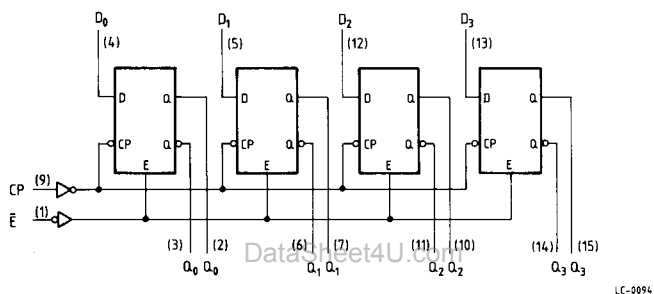 D0 D1 D2 D3
(4) (5) (12) (13)
D Q D Q D Q D Q
CP Q CP Q CP Q CP Q
E E E E
CP (9)
E̅ (1)
(3) (2) (6) (7) (11) (10) (14) (15)
DataSheet4U.com
Q0 Q0 Q1 Q1 Q2 Q2 Q3 Q3
LC-0094